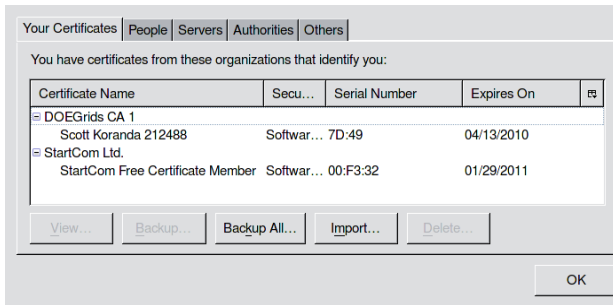 Your Certificates People Servers Authorities Others
You have certificates from these organizations that identify you:
Certificate Name Secu... Serial Number Expires On
DOEGrids CA 1
Scott Koranda 212488 Softwar... 7D:49 04/13/2010
StartCom Ltd.
StartCom Free Certificate Member Softwar... 00:F3:32 01/29/2011
View... Backup... Backup All... Import... Delete...
OK